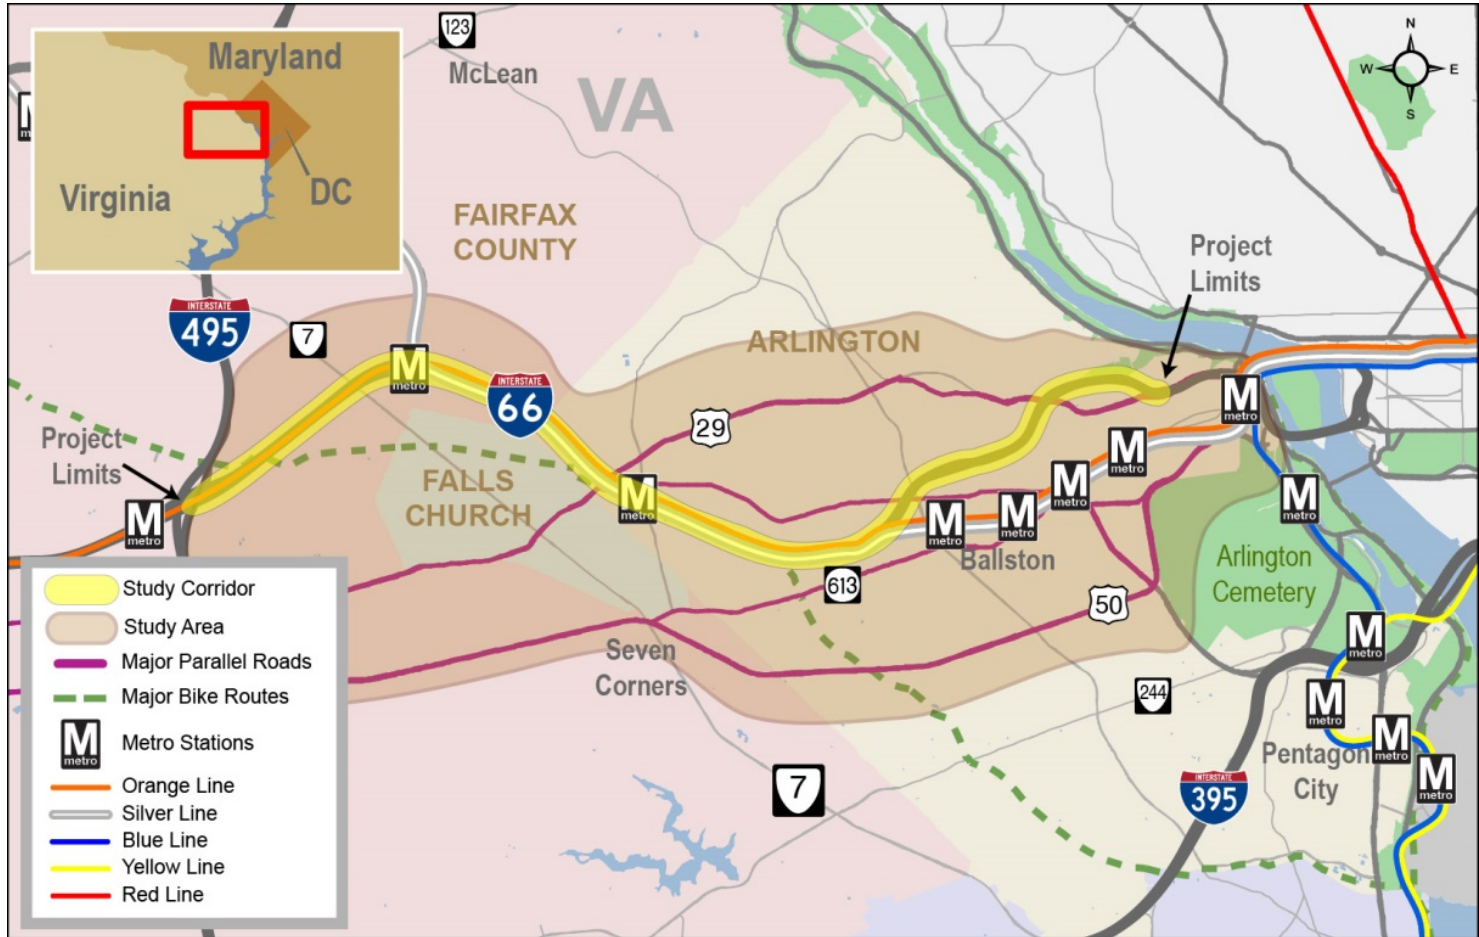 Maryland
Virginia
DC
123
McLean
VA
N
W
E
S
FAIRFAX
COUNTY
Project
Limits
INTERSTATE
495
7
M
metro
ARLINGTON
INTERSTATE
66
29
M
metro
Project
Limits
FALLS
CHURCH
M
metro
M
metro
M
metro
M
metro
M
metro
M
metro
M
metro
M
metro
Ballston
613
50
Arlington
Cemetery
Seven
Corners
M
metro
244
M
metro
M
metro
M
metro
Pentagon
City
7
INTERSTATE
395
Study Corridor
Study Area
Major Parallel Roads
Major Bike Routes
M
metro
Metro Stations
Orange Line
Silver Line
Blue Line
Yellow Line
Red Line